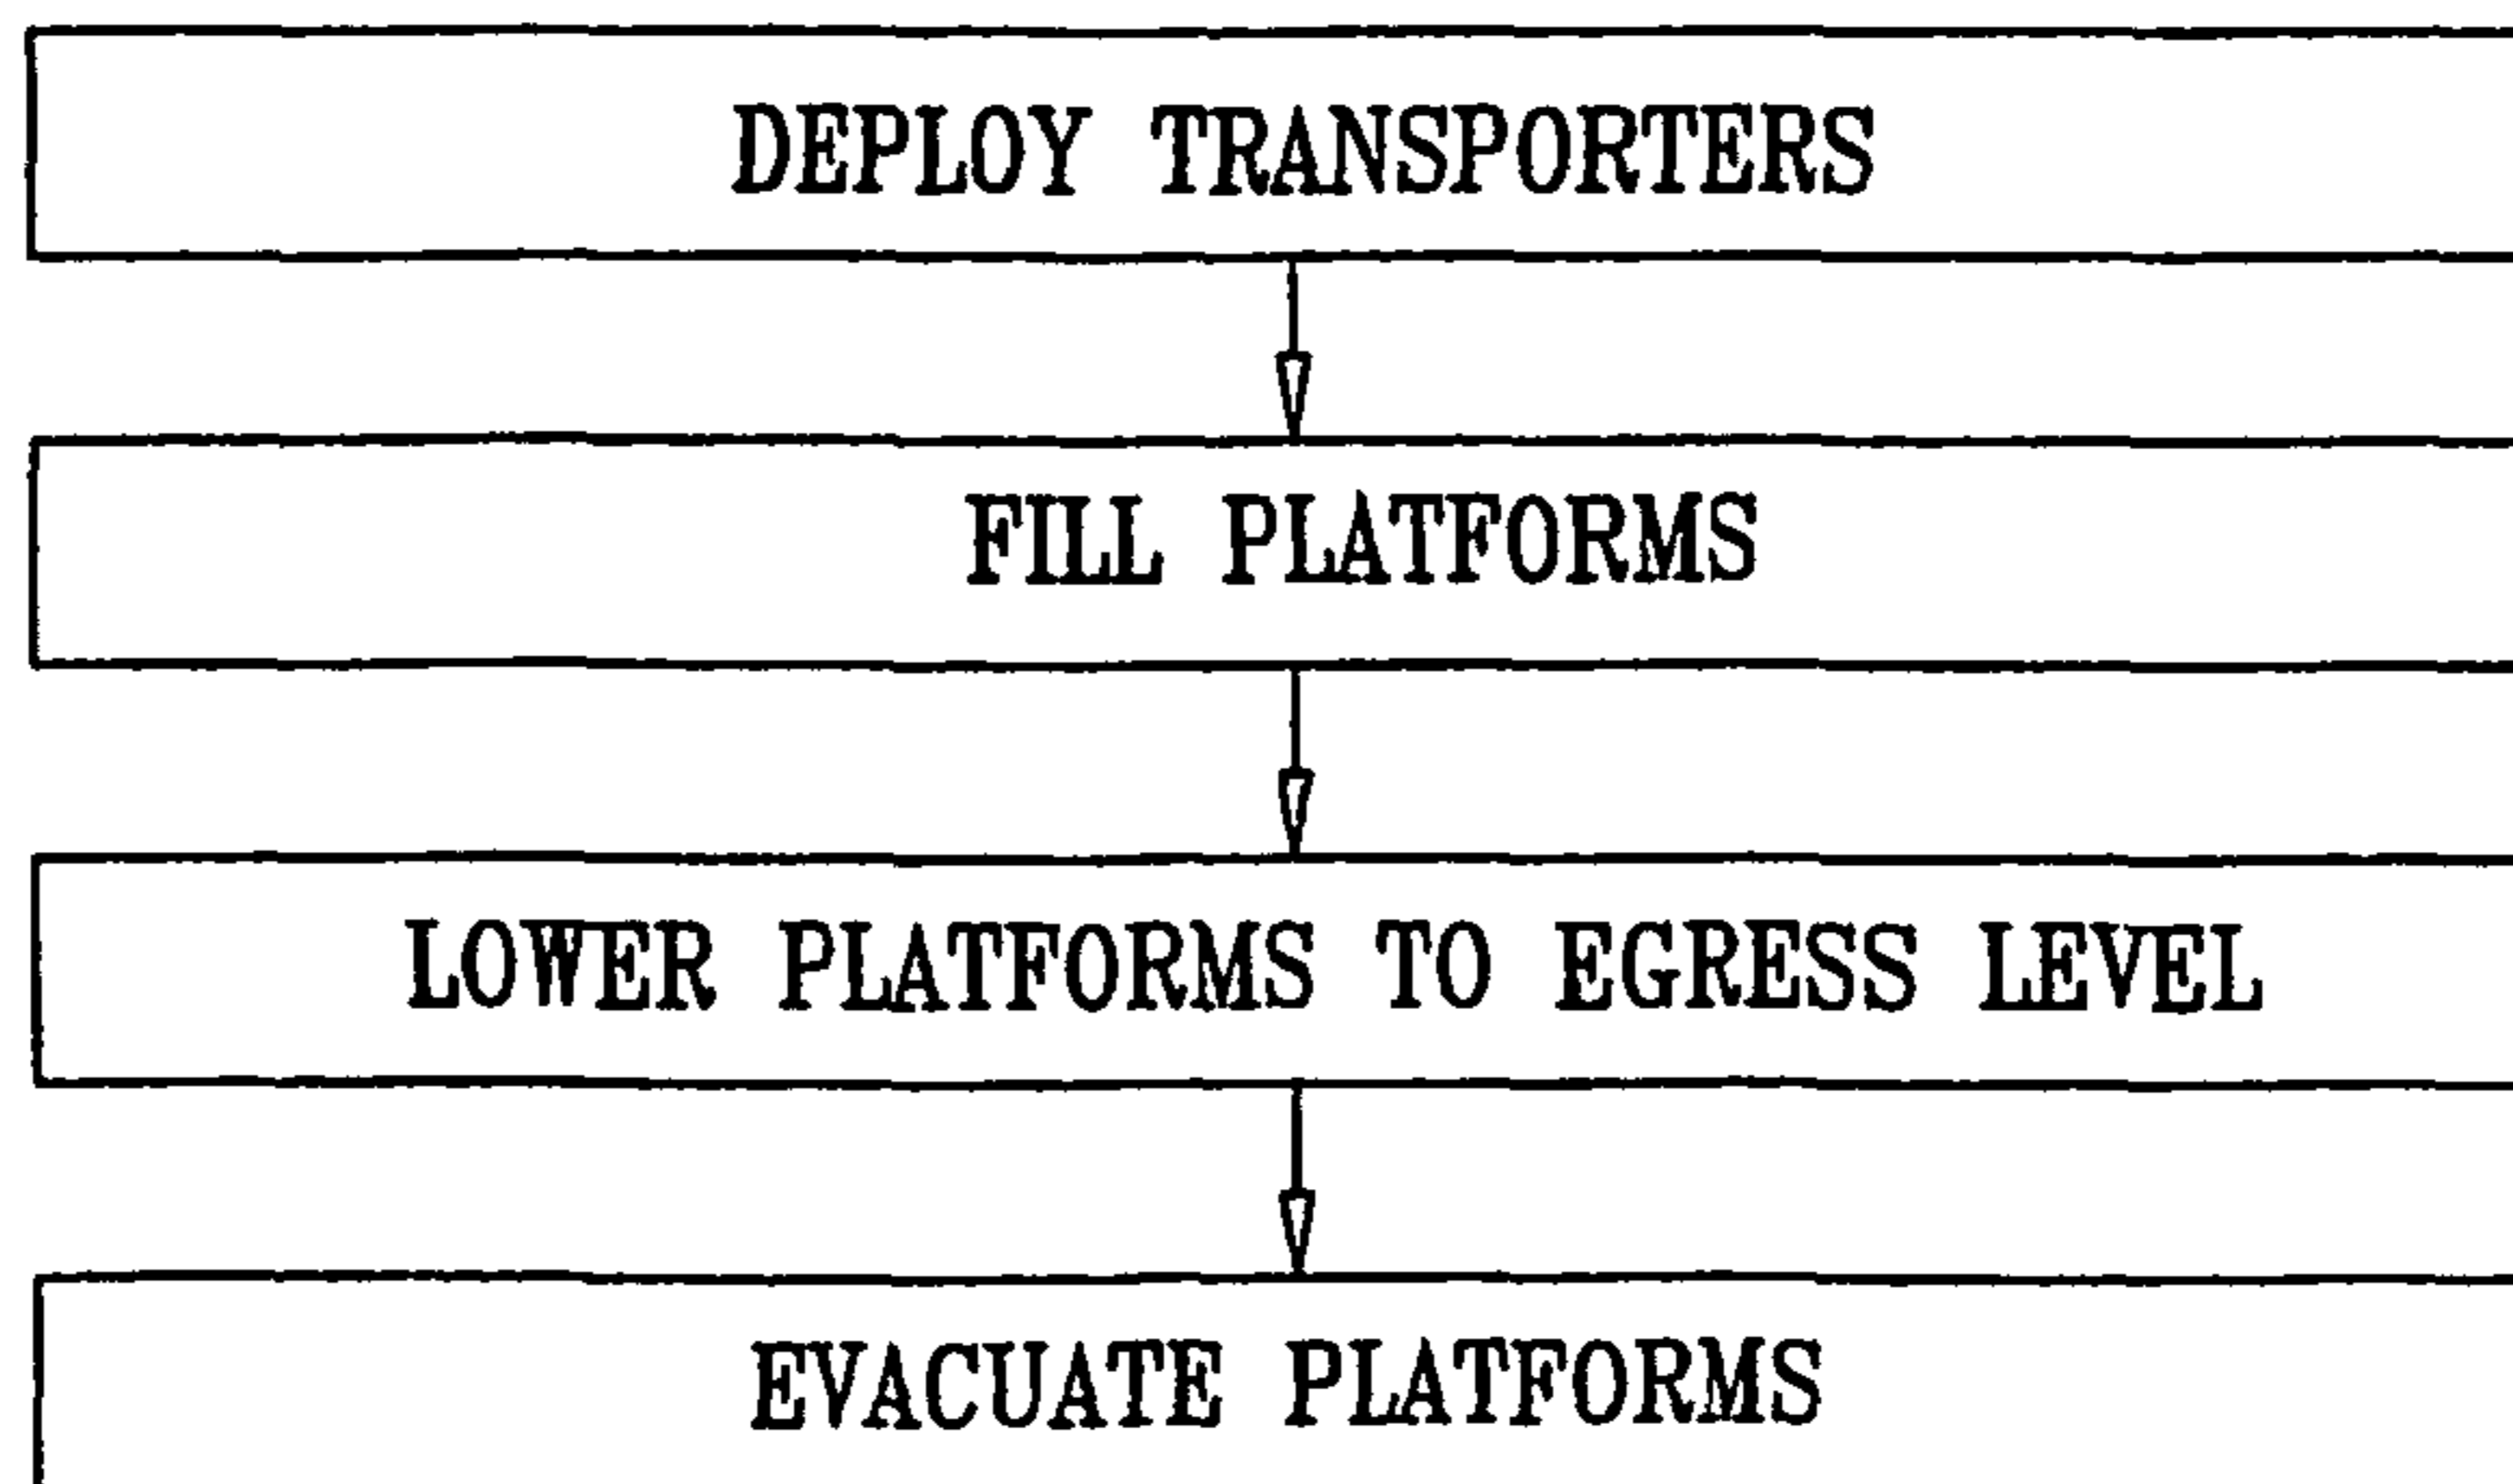 DEPLOY TRANSPORTERS
FILL PLATFORMS
LOWER PLATFORMS TO EGRESS LEVEL
EVACUATE PLATFORMS